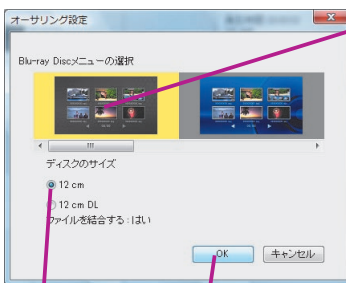 オーサリング設定
Blu-ray Discメニューの選択
ディスクのサイズ
12 cm
12 cm DL
ファイルを結合する : はい
OK
キャンセル